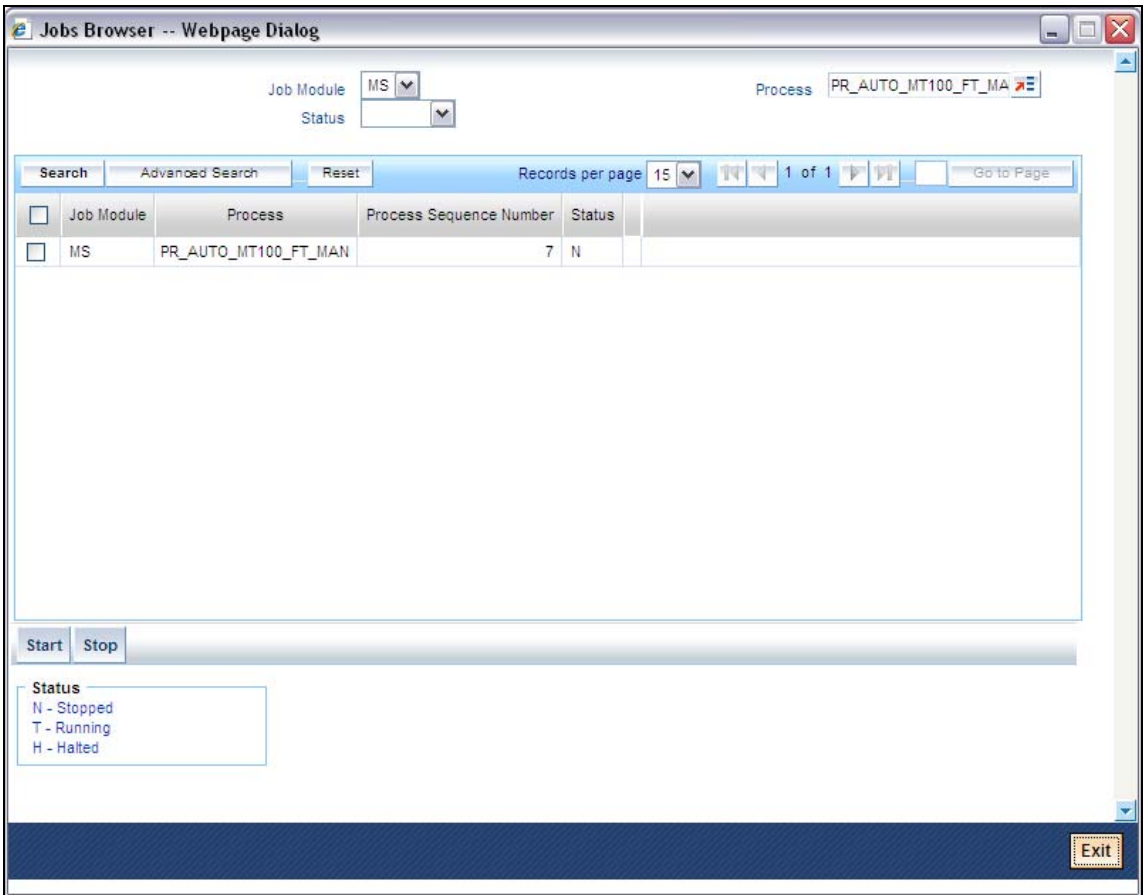 Jobs Browser -- Webpage Dialog
Job Module MS Process PR_AUTO_MT100_FT_MA
Status
Search Advanced Search Reset Records per page 15 1 of 1 Go to Page
Job Module Process Process Sequence Number Status
MS PR_AUTO_MT100_FT_MAN 7 N
Start Stop
Status
N - Stopped
T - Running
H - Halted
Exit